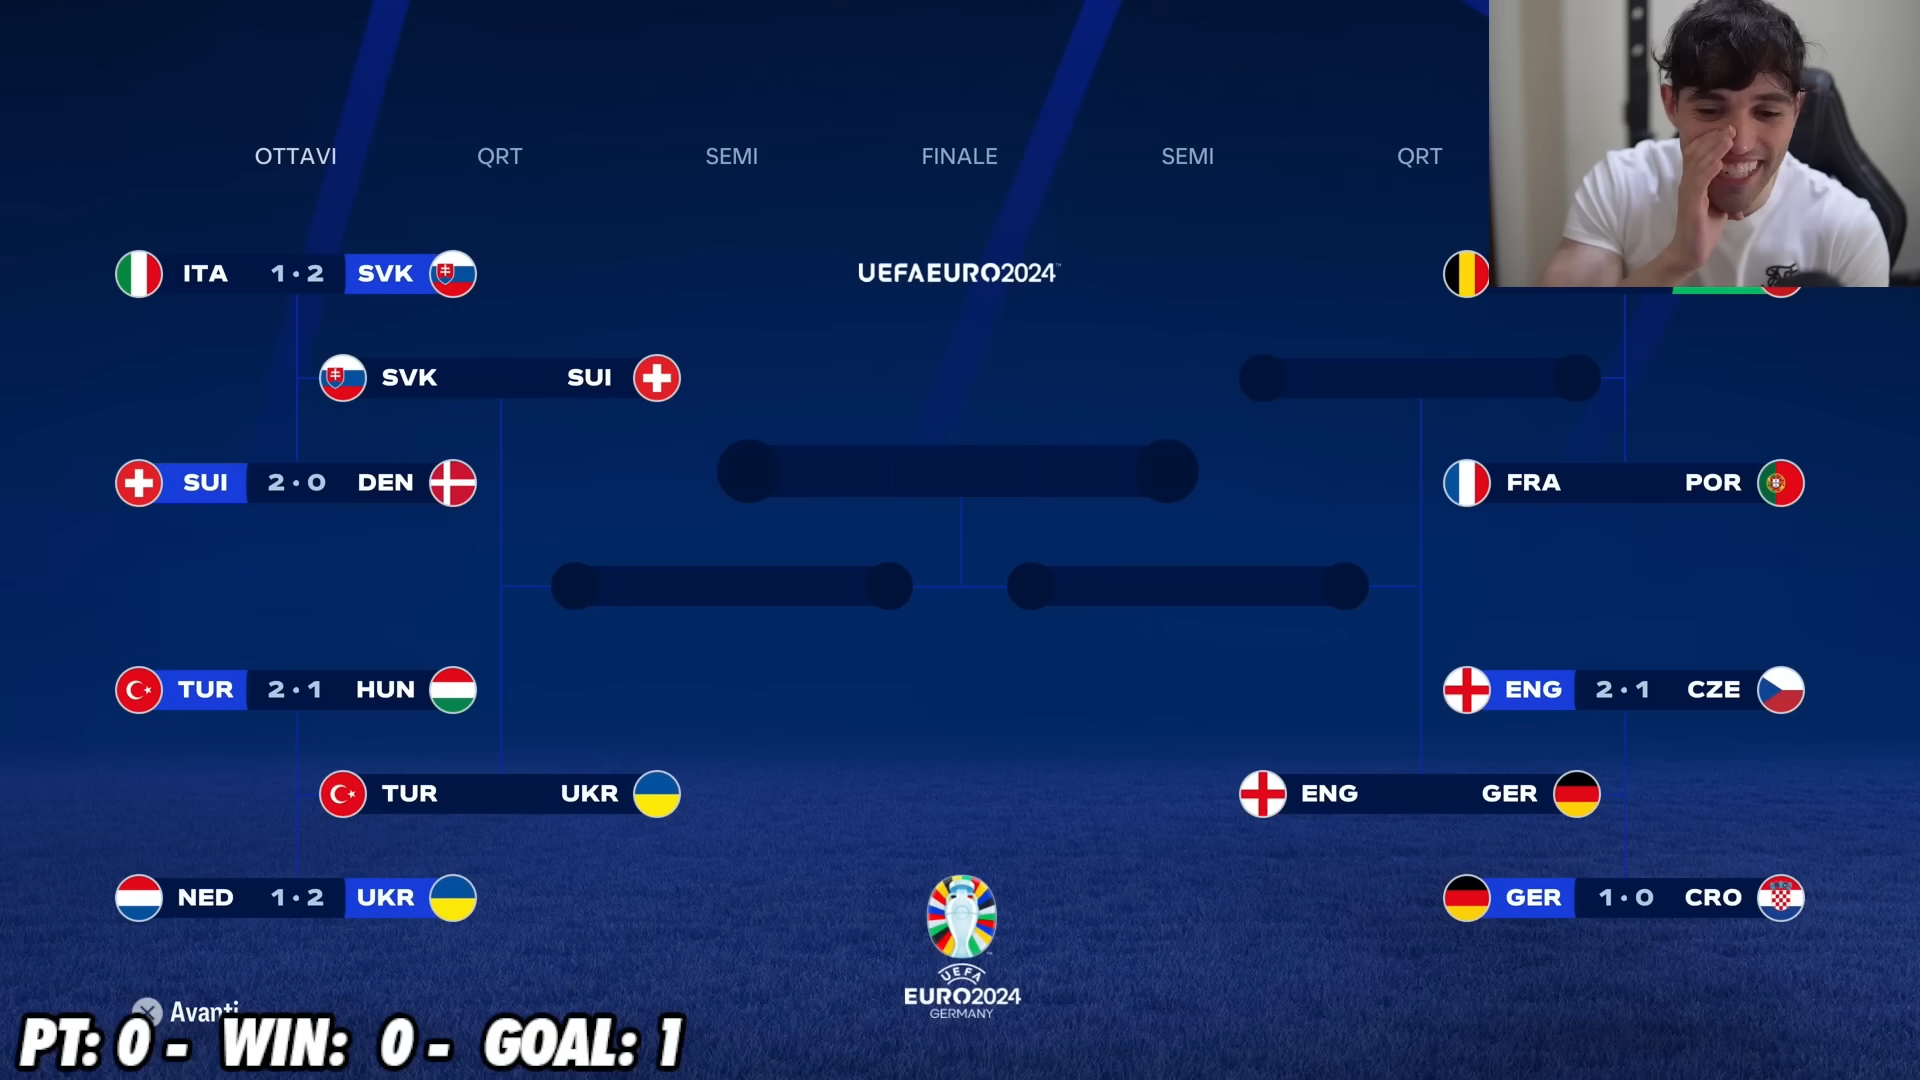 OTTAVI QRT SEMI FINALE SEMI QRT
ITA 1 • 2 SVK
UEFAEURO2024™
SVK SUI
SUI 2 • 0 DEN
FRA POR
TUR 2 • 1 HUN
ENG 2 • 1 CZE
TUR UKR
ENG GER
NED 1 • 2 UKR
GER 1 • 0 CRO
UEFA
EURO2024
GERMANY
Avanti
PT: 0 - WIN: 0 - GOAL: 1